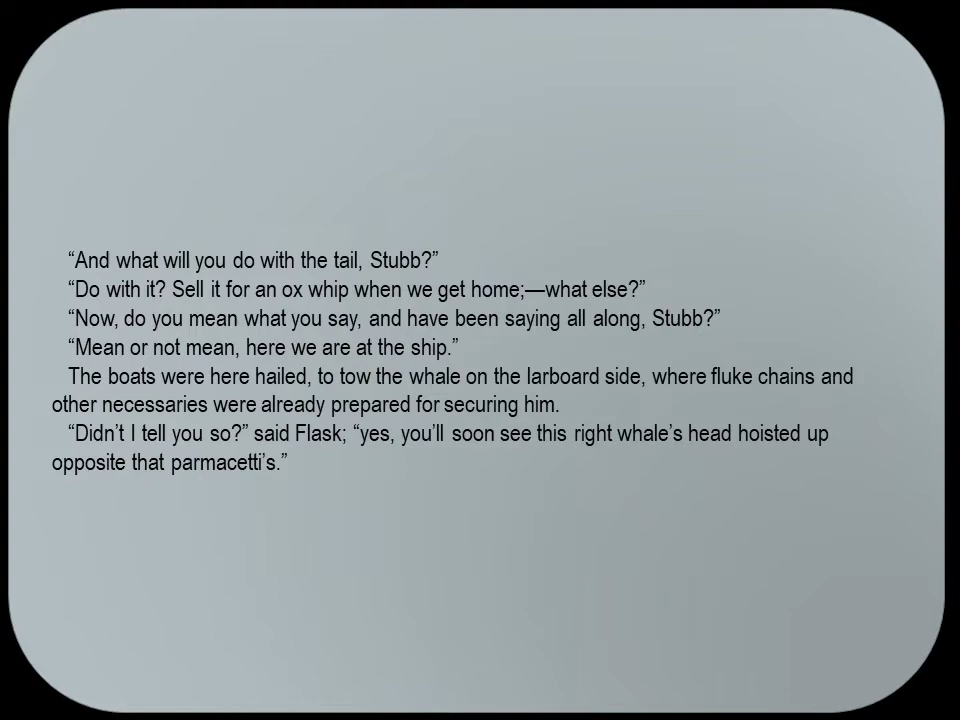 “And what will you do with the tail, Stubb?”
“Do with it? Sell it for an ox whip when we get home;—what else?”
“Now, do you mean what you say, and have been saying all along, Stubb?”
“Mean or not mean, here we are at the ship.”
The boats were here hailed, to tow the whale on the larboard side, where fluke chains and
other necessaries were already prepared for securing him.
“Didn’t I tell you so?” said Flask; “yes, you’ll soon see this right whale’s head hoisted up
opposite that parmacetti’s.”